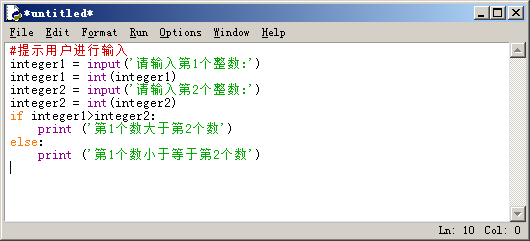 *untitled*
File Edit Format Run Options Window Help
#提示用户进行输入
integer1 = input('请输入第1个整数:')
integer1 = int(integer1)
integer2 = input('请输入第2个整数:')
integer2 = int(integer2)
if integer1>integer2:
    print ('第1个数大于第2个数')
else:
    print ('第1个数小于等于第2个数')
Ln: 10 Col: 0